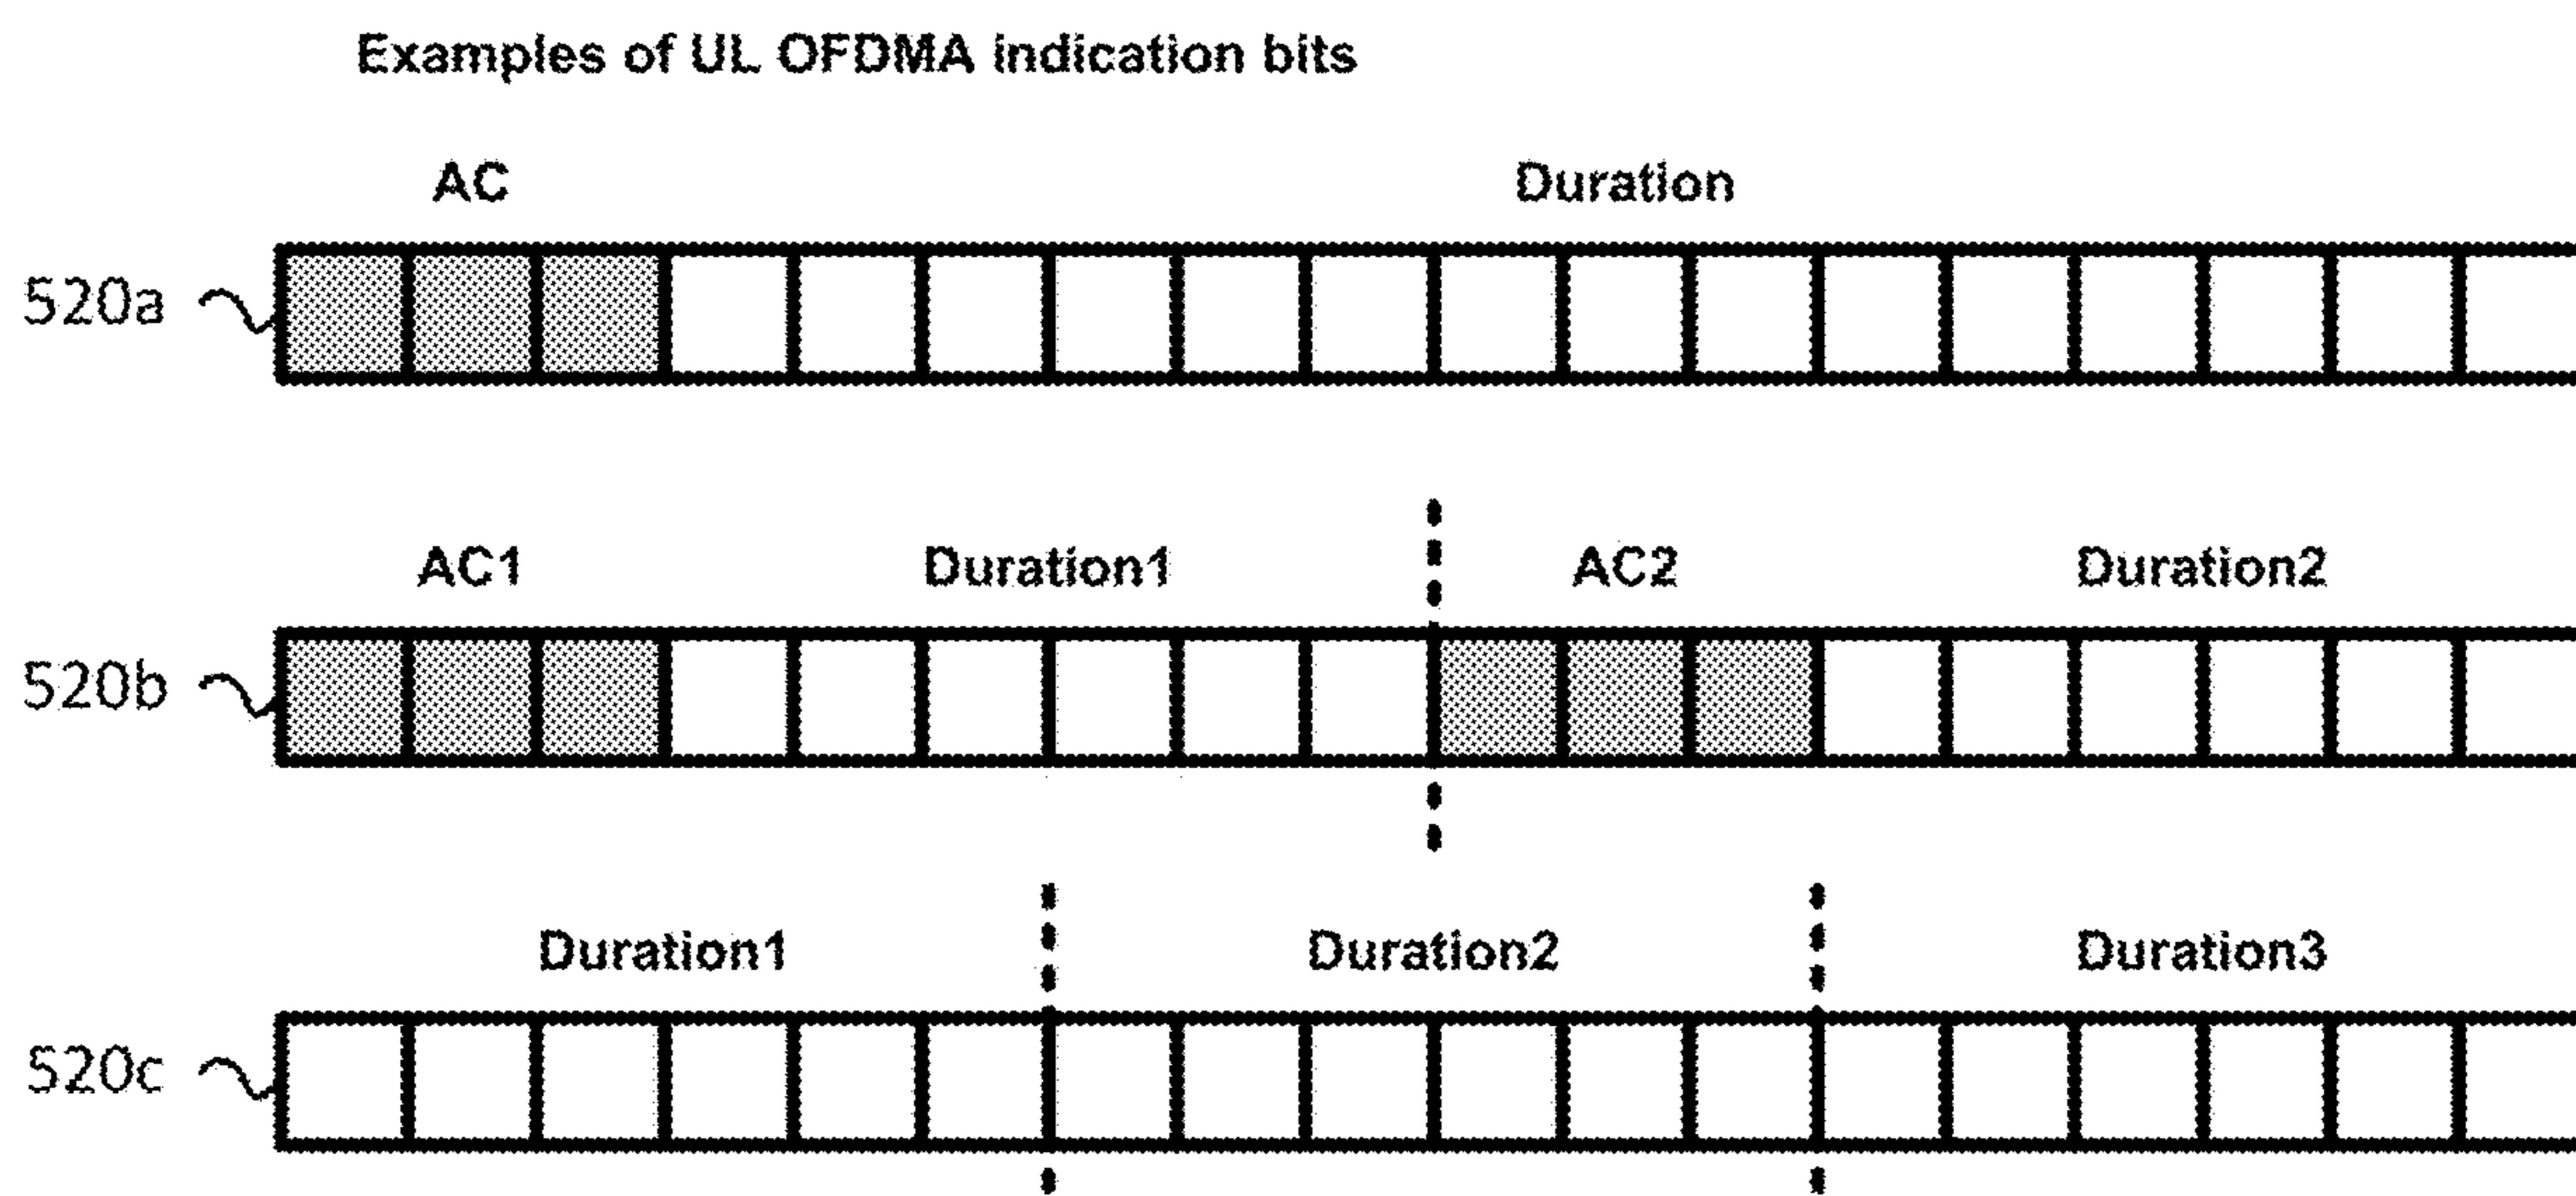 Examples of UL OFDMA indication bits
AC Duration
520a
AC1 Duration1 AC2 Duration2
520b
Duration1 Duration2 Duration3
520c